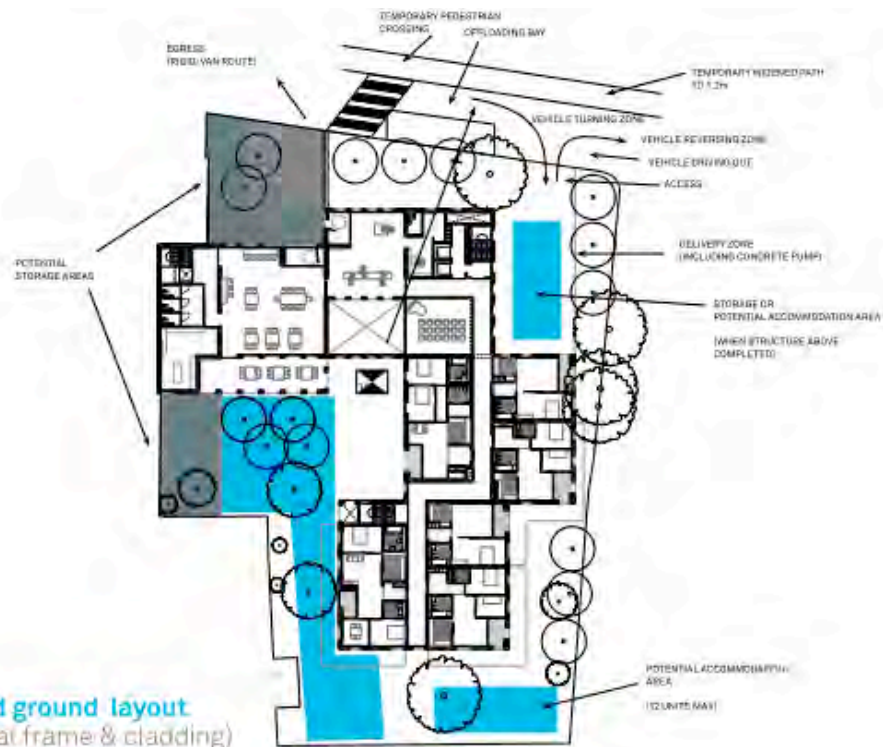 TEMPORARY PEDESTRIAN
CROSSING
OFFLOADING BAY
EGRESS
(RIGID/VAN ROUTE)
TEMPORARY WIDENED PATH
TO 1.2m
VEHICLE TURNING ZONE
VEHICLE REVERSING ZONE
VEHICLE DRIVING OUT
ACCESS
POTENTIAL
STORAGE AREAS
DELIVERY ZONE
(INCLUDING CONCRETE PUMP)
STORAGE OR
POTENTIAL ACCOMMODATION AREA
(WHEN STRUCTURE ABOVE
COMPLETED)
POTENTIAL ACCOMMODATION
AREA
(12 UNITS MAX)
ground layout
frame & cladding)